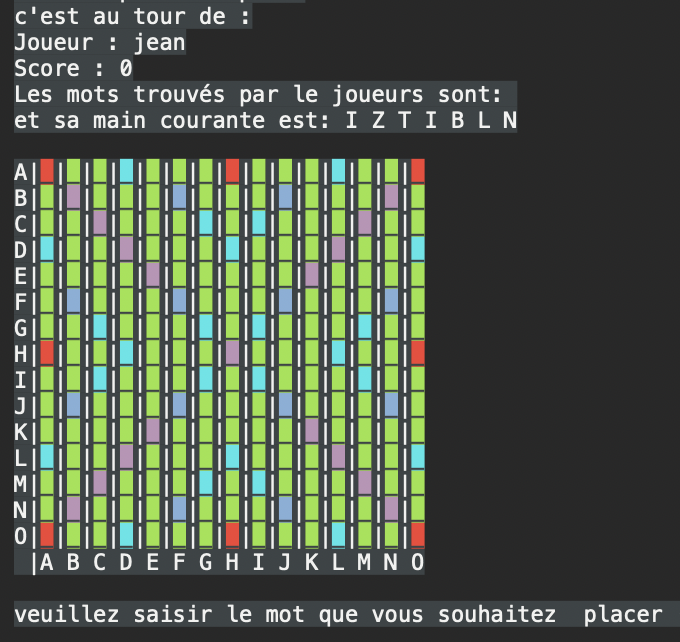 c'est au tour de :
Joueur : jean
Score : 0
Les mots trouvés par le joueurs sont:
et sa main courante est: I Z T I B L N
A|
B|
C|
D|
E|
F|
G|
H|
I|
J|
K|
L|
M|
N|
O|
|A B C D E F G H I J K L M N O
veuillez saisir le mot que vous souhaitez  placer